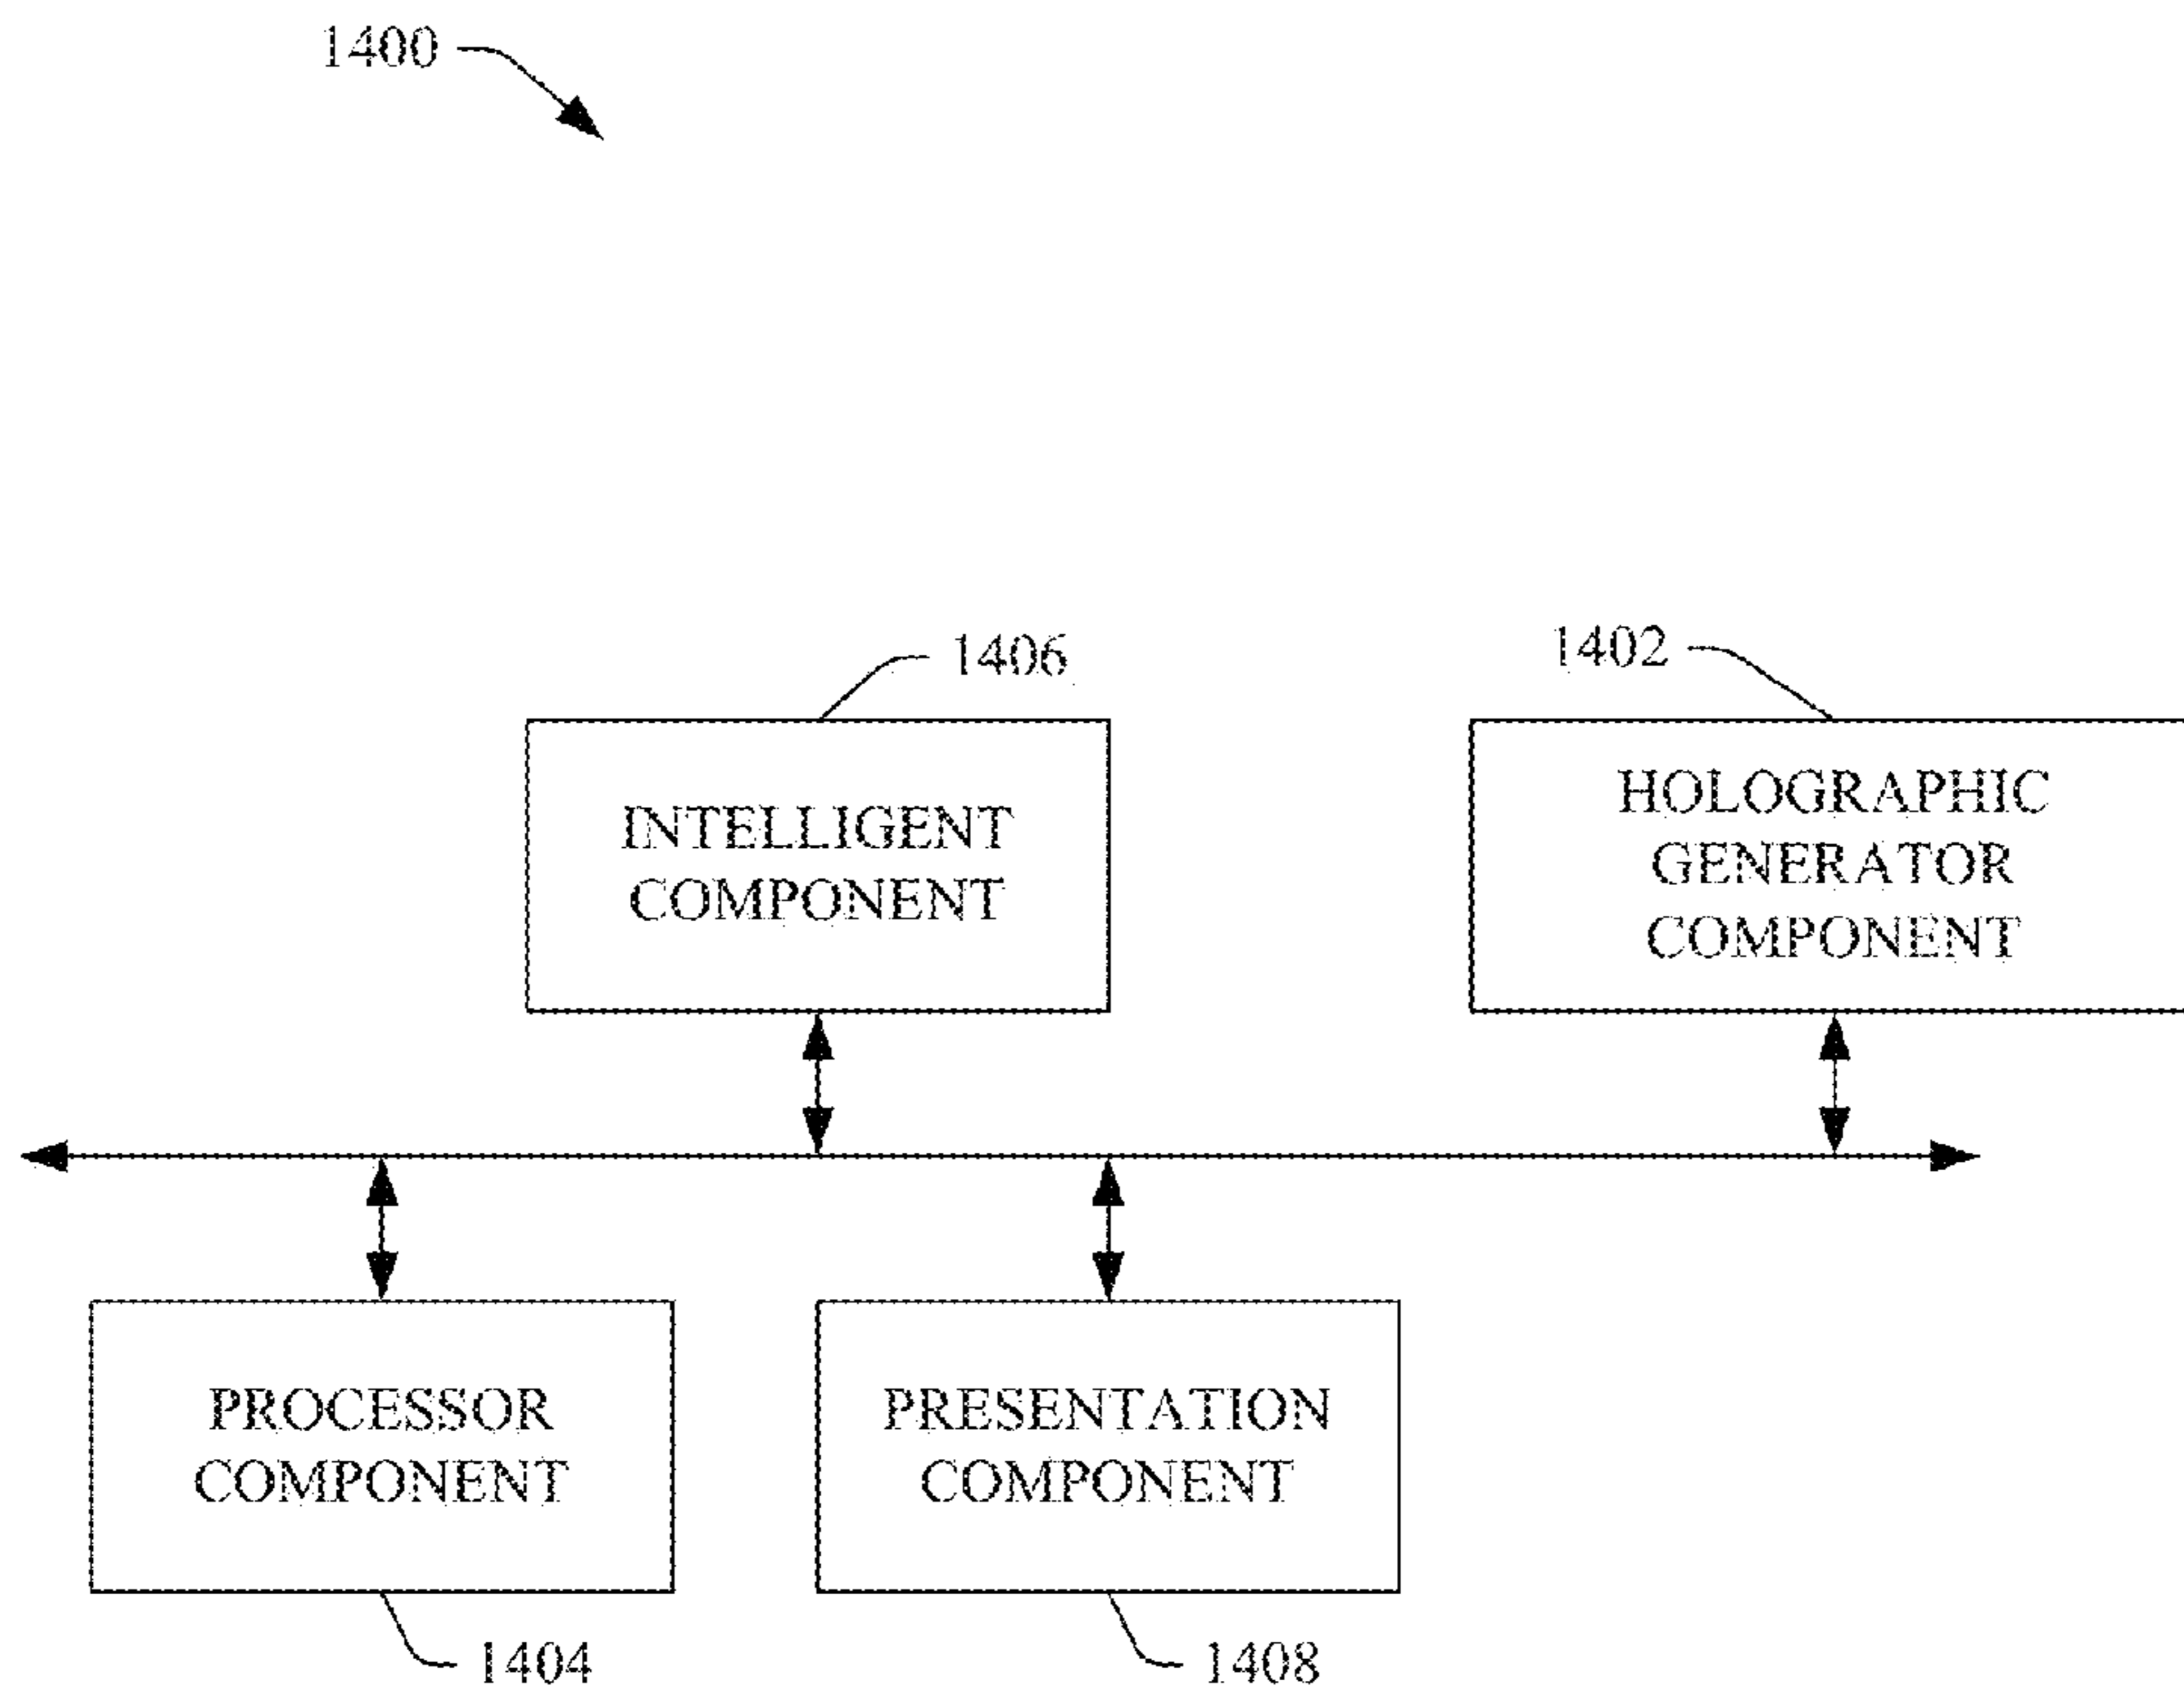 1400
1406
1402
INTELLIGENT
COMPONENT
HOLOGRAPHIC
GENERATOR
COMPONENT
PROCESSOR
COMPONENT
PRESENTATION
COMPONENT
1404
1408